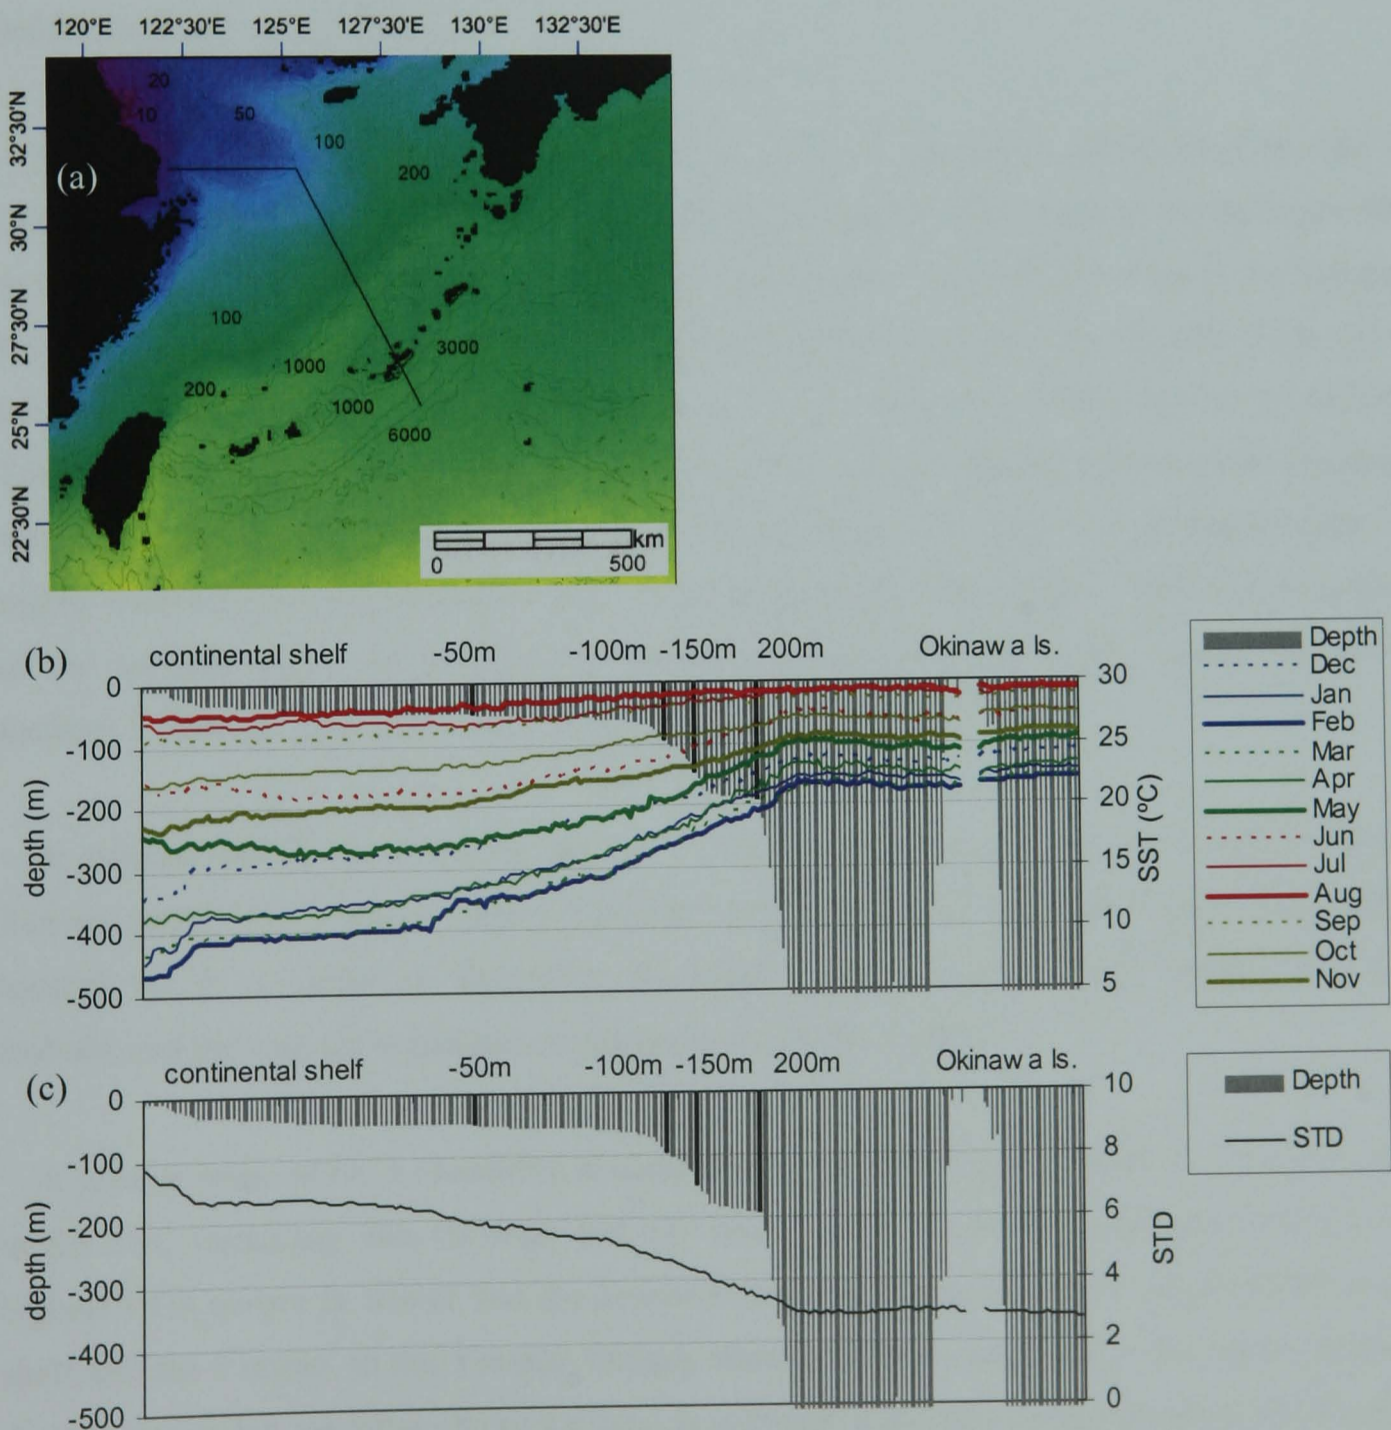 120°E 122°30'E 125°E 127°30'E 130°E 132°30'E
32°30'N
30°N
27°30'N
25°N
22°30'N
(a)
20
10
50
100
200
100
1000
3000
200
1000
6000
km
0 500
(b)
continental shelf -50m -100m -150m 200m Okinawa Is.
0
-100
-200
-300
-400
-500
depth (m)
30
25
20
15
10
5
SST (°C)
Depth
Dec
Jan
Feb
Mar
Apr
May
Jun
Jul
Aug
Sep
Oct
Nov
(c)
continental shelf -50m -100m -150m 200m Okinawa Is.
0
-100
-200
-300
-400
-500
depth (m)
10
8
6
4
2
0
STD
Depth
STD